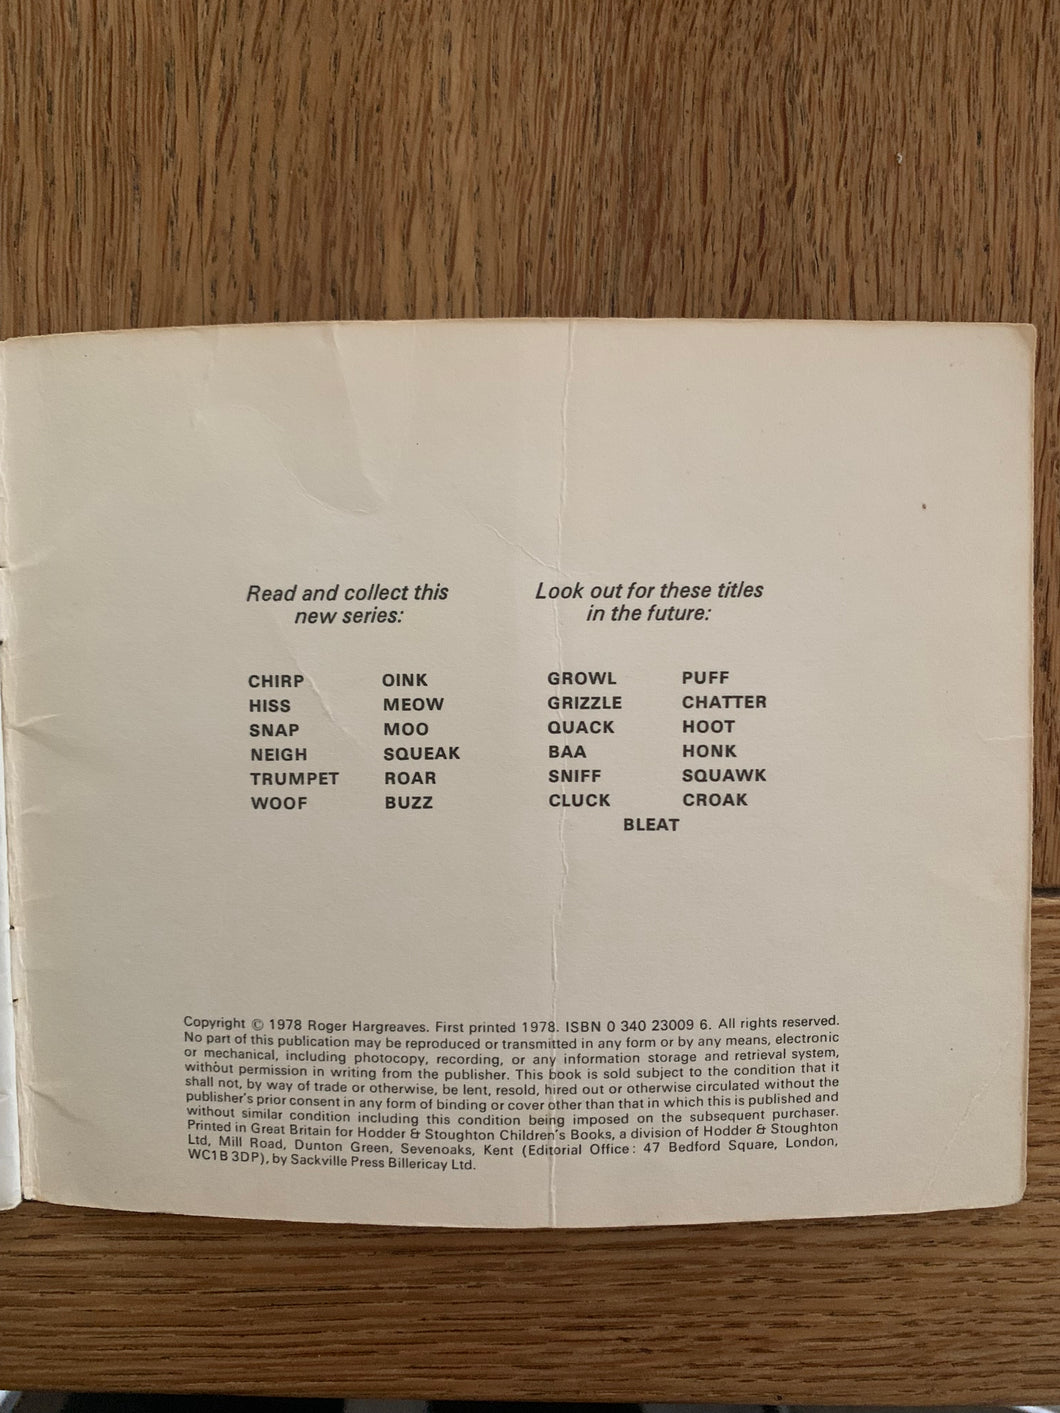 Read and collect this
new series:
CHIRP OINK
HISS MEOW
SNAP MOO
NEIGH SQUEAK
TRUMPET ROAR
WOOF BUZZ
Look out for these titles
in the future:
GROWL PUFF
GRIZZLE CHATTER
QUACK HOOT
BAA HONK
SNIFF SQUAWK
CLUCK CROAK
BLEAT
Copyright © 1978 Roger Hargreaves. First printed 1978. ISBN 0 340 23009 6. All rights reserved.
No part of this publication may be reproduced or transmitted in any form or by any means, electronic
or mechanical, including photocopy, recording, or any information storage and retrieval system,
without permission in writing from the publisher. This book is sold subject to the condition that it
shall not, by way of trade or otherwise, be lent, resold, hired out or otherwise circulated without the
publisher's prior consent in any form of binding or cover other than that in which this is published and
without similar condition including this condition being imposed on the subsequent purchaser.
Printed in Great Britain for Hodder & Stoughton Children's Books, a division of Hodder & Stoughton
Ltd, Mill Road, Dunton Green, Sevenoaks, Kent (Editorial Office: 47 Bedford Square, London,
WC1B 3DP), by Sackville Press Billericay Ltd.